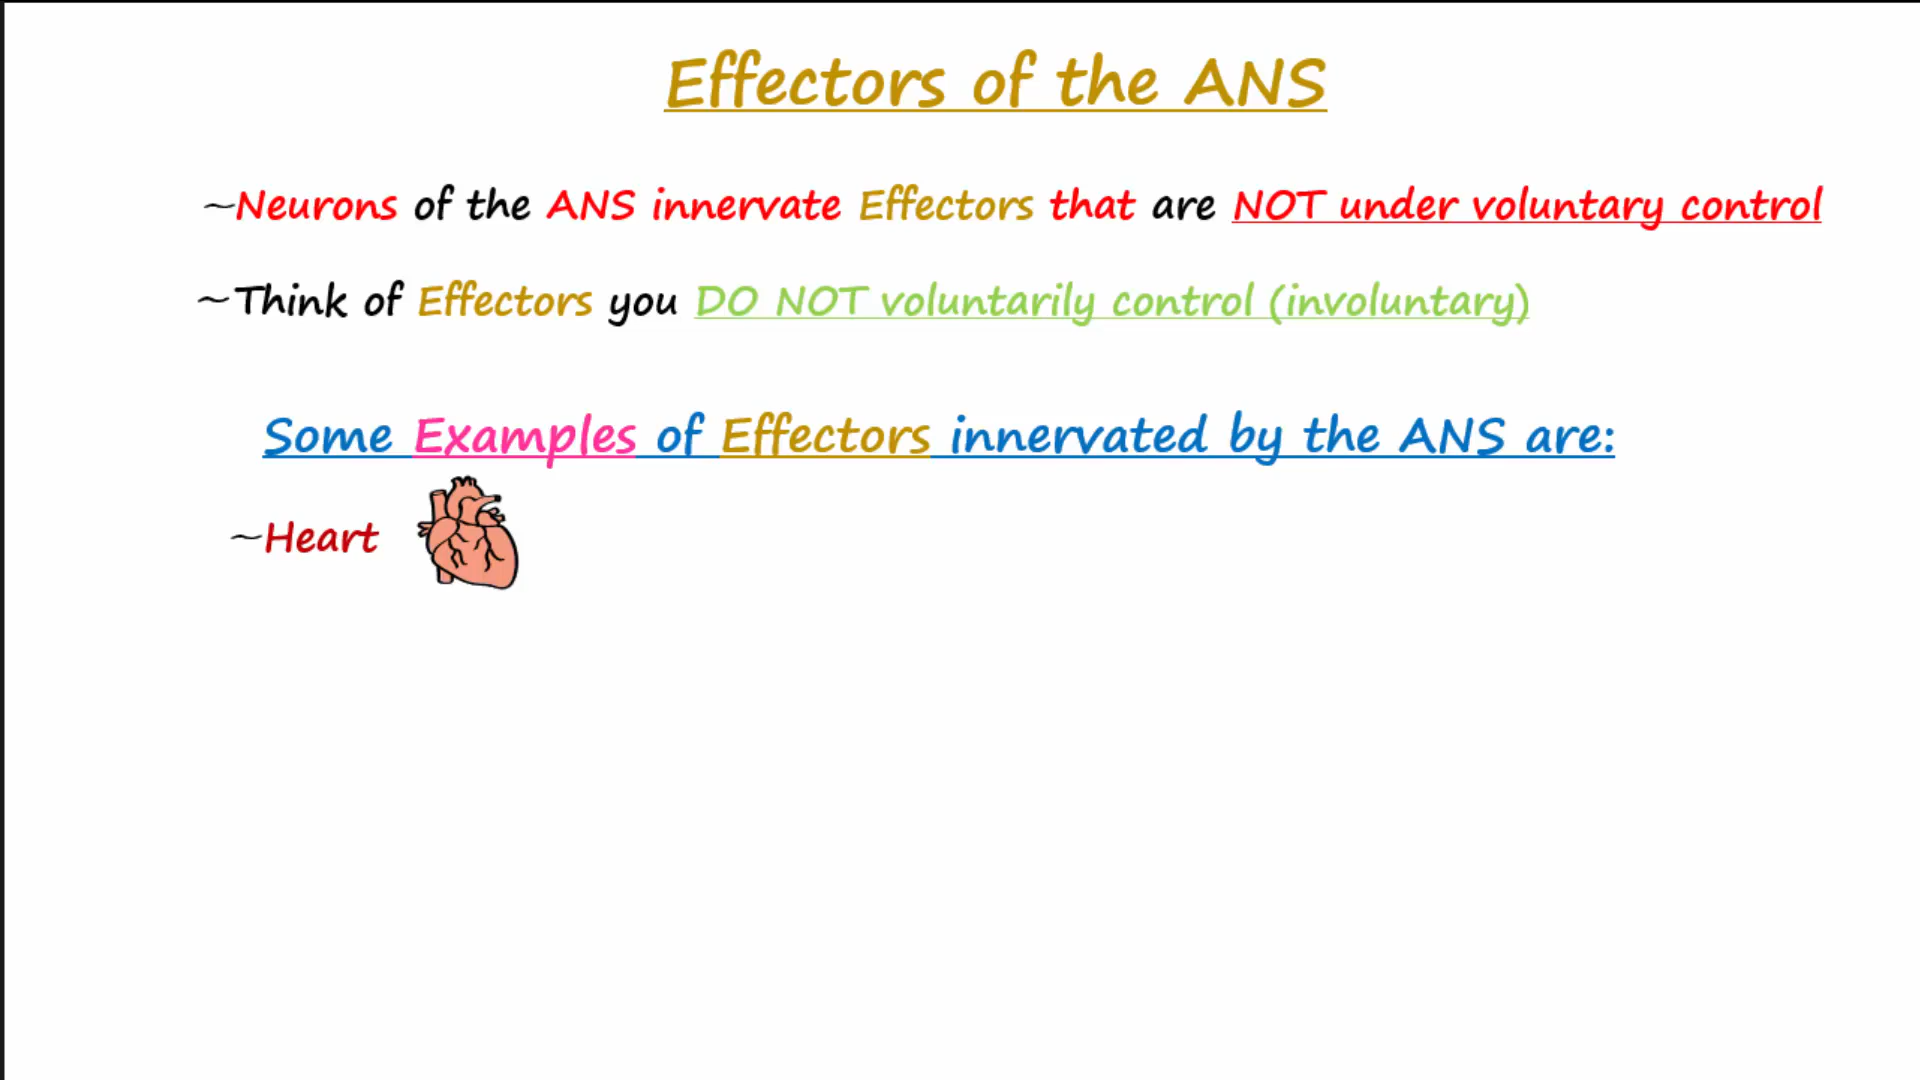 Effectors of the ANS
~Neurons of the ANS innervate Effectors that are NOT under voluntary control
~Think of Effectors you DO NOT voluntarily control (involuntary)
Some Examples of Effectors innervated by the ANS are:
~Heart